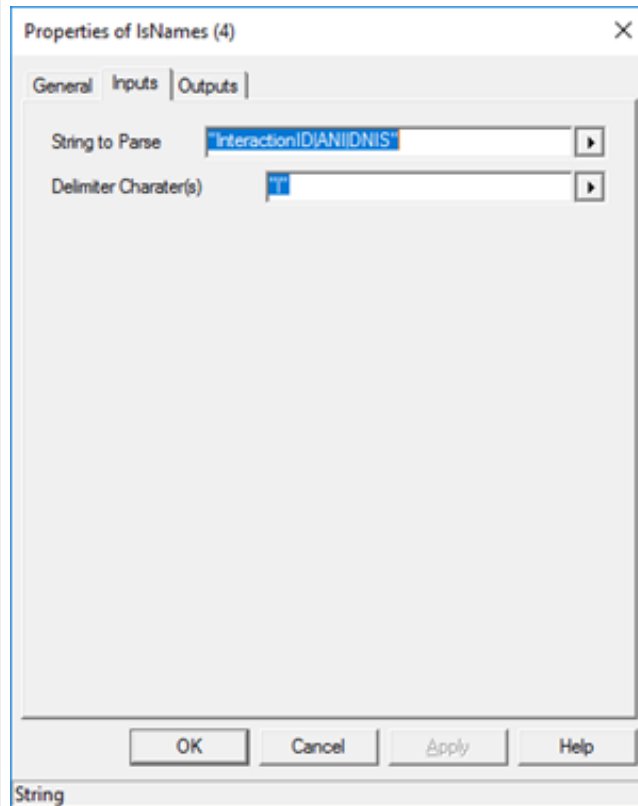 Properties of IsNames (4)
General Inputs Outputs
String to Parse "InteractionID|ANI|DNIS"
Delimiter Charater(s) "|"
OK Cancel Apply Help
String